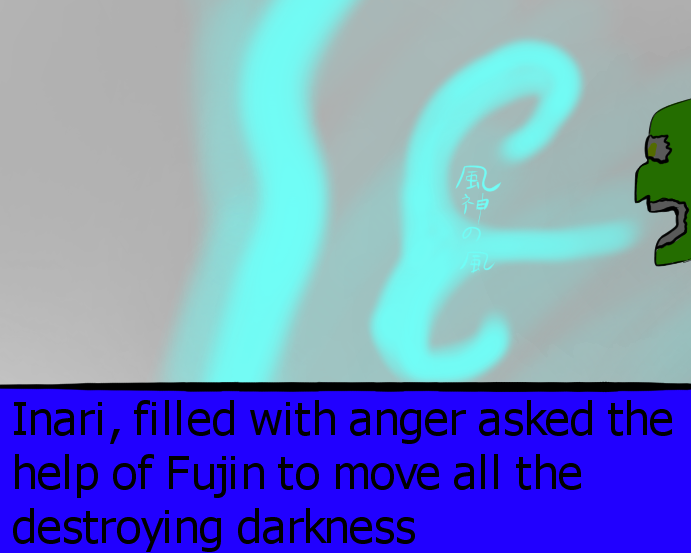 風神の風
Inari, filled with anger asked the
help of Fujin to move all the
destroying darkness